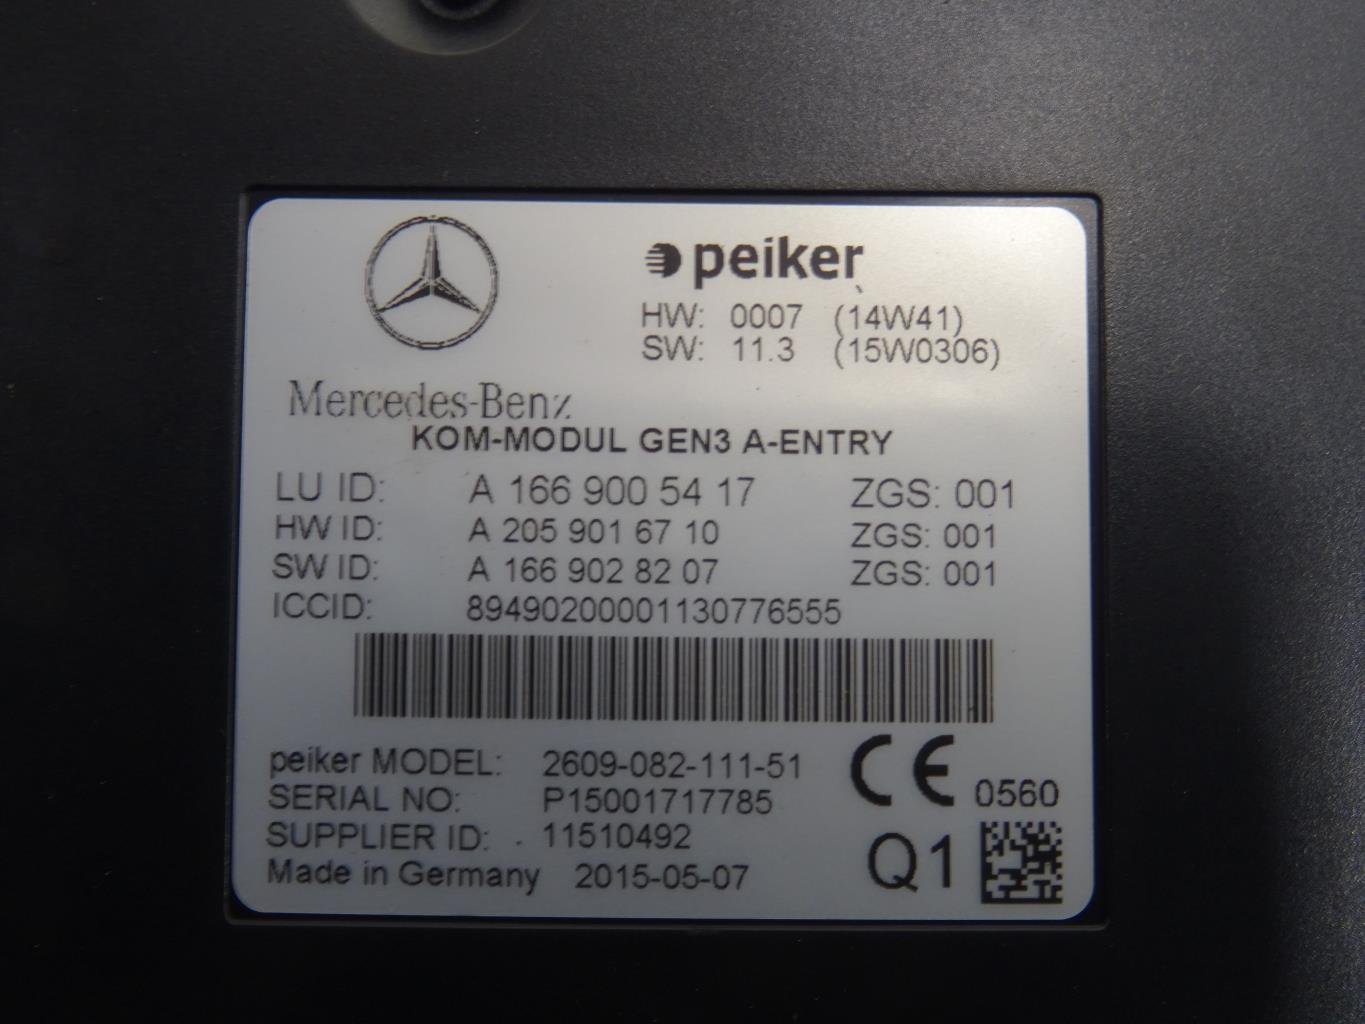 peiker
HW: 0007 (14W41)
SW: 11.3 (15W0306)
Mercedes-Benz
KOM-MODUL GEN3 A-ENTRY
LU ID: A 166 900 54 17 ZGS: 001
HW ID: A 205 901 67 10 ZGS: 001
SW ID: A 166 902 82 07 ZGS: 001
ICCID: 89490200001130776555
peiker MODEL: 2609-082-111-51
SERIAL NO: P15001717785
CE 0560
SUPPLIER ID: 11510492
Made in Germany 2015-05-07
Q1